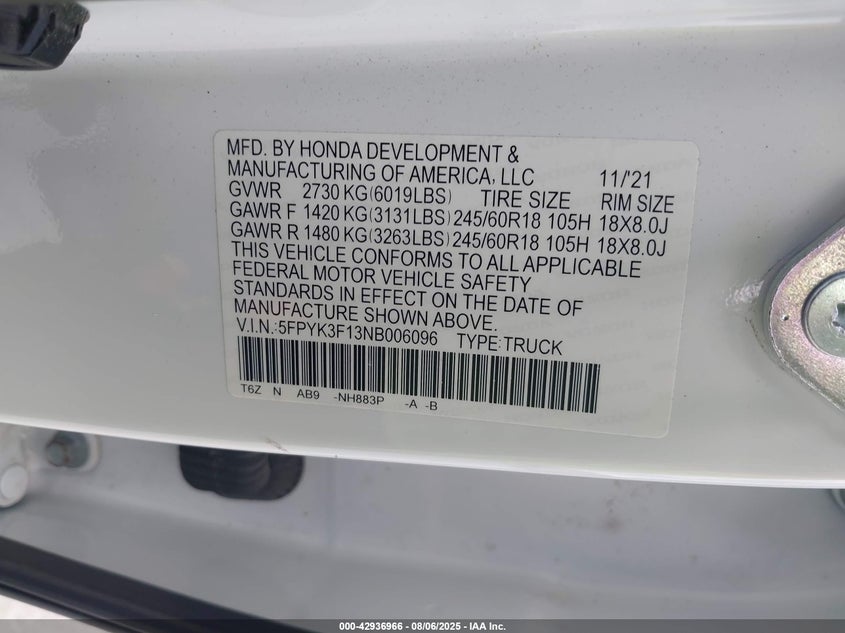 MFD. BY HONDA DEVELOPMENT &
MANUFACTURING OF AMERICA, LLC 11/'21
GVWR 2730 KG(6019LBS) TIRE SIZE RIM SIZE
GAWR F 1420 KG(3131LBS) 245/60R18 105H 18X8.0J
GAWR R 1480 KG(3263LBS) 245/60R18 105H 18X8.0J
THIS VEHICLE CONFORMS TO ALL APPLICABLE
FEDERAL MOTOR VEHICLE SAFETY
STANDARDS IN EFFECT ON THE DATE OF
MANUFACTURE SHOWN ABOVE.
V.I.N.:5FPYK3F13NB006096 TYPE:TRUCK
T6Z N AB9 -NH883P -A -B
000-42936966 - 08/06/2025 - IAA Inc.